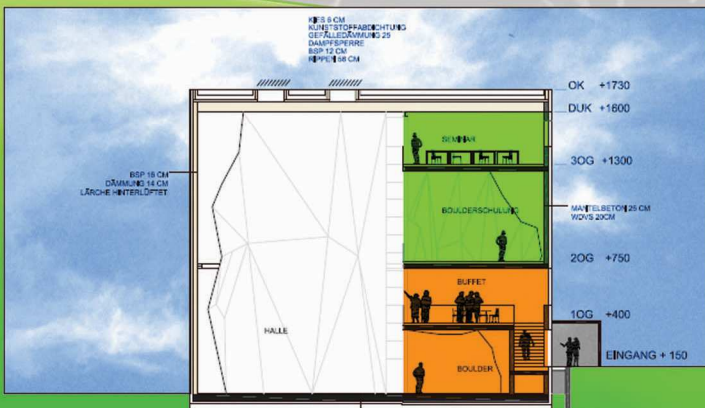 KIES 6 CM
KUNSTSTOFFABDICHTUNG
GEFÄLLEDÄMMUNG 25
DAMPFSPERRE
BSP 12 CM
RIPPEN 58 CM
OK +1730
DUK +1600
SEMINAR
3OG +1300
BSP 16 CM
DÄMMUNG 14 CM
LÄRCHE HINTERLÜFTET
BOULDERSCHULUNG
MANTELBETON 25 CM
WDVS 20CM
2OG +750
BUFFET
1OG +400
HALLE
EINGANG + 150
BOULDER